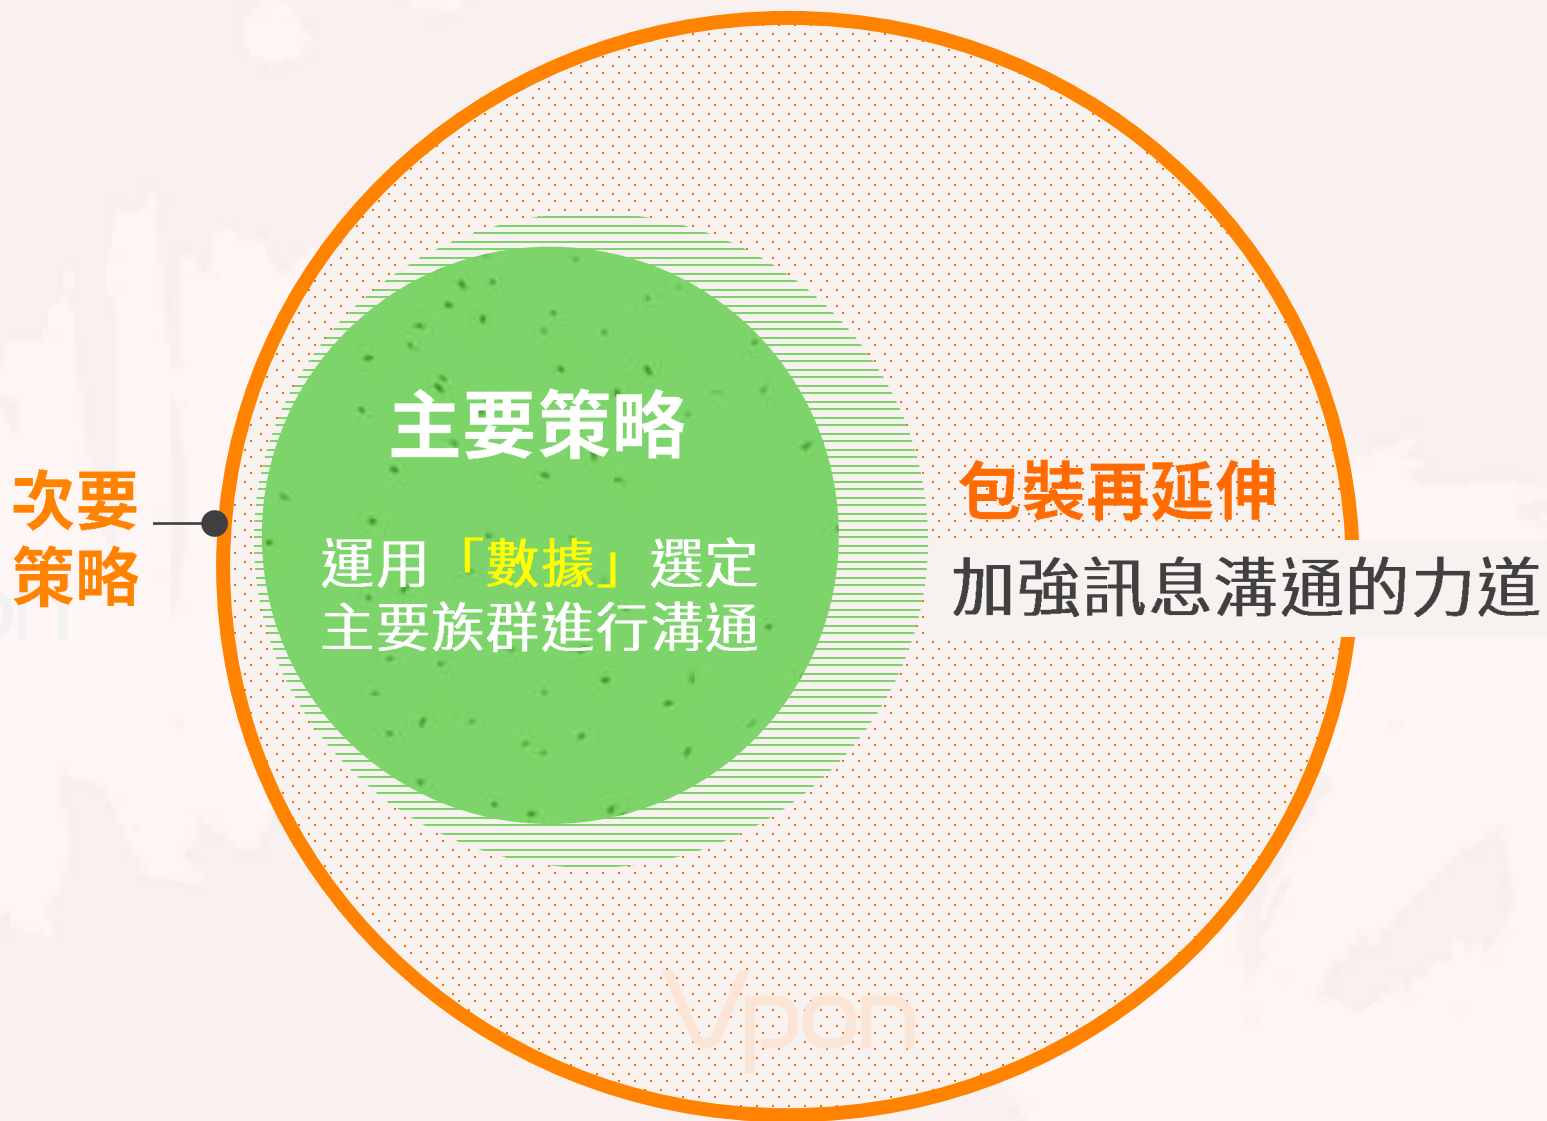 次要
策略
主要策略
運用「數據」選定
主要族群進行溝通
包裝再延伸
加強訊息溝通的力道
Vpon